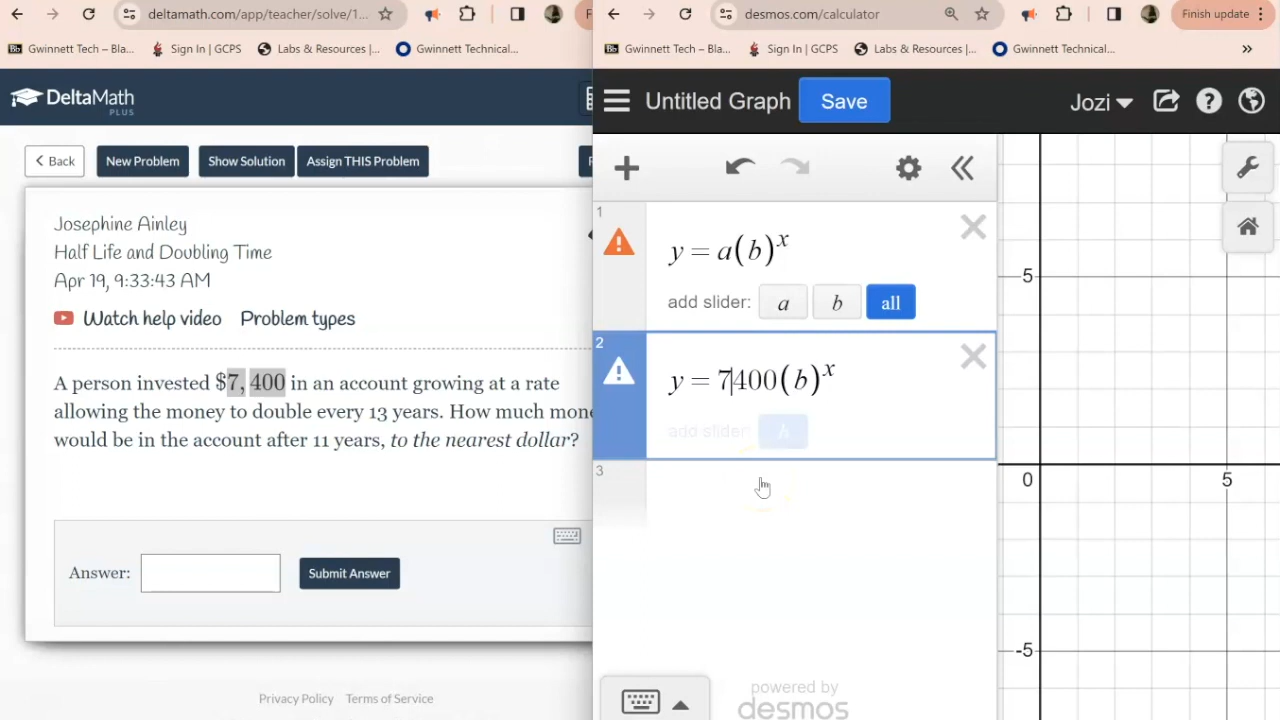 deltamath.com/app/teacher/solve/1...
Gwinnett Tech – Bla...
Sign In | GCPS
Labs & Resources |...
Gwinnett Technical...
DeltaMath
PLUS
Back
New Problem
Show Solution
Assign THIS Problem
Josephine Ainley
Half Life and Doubling Time
Apr 19, 9:33:43 AM
Watch help video
Problem types
A person invested $7, 400 in an account growing at a rate
allowing the money to double every 13 years. How much mone
would be in the account after 11 years, to the nearest dollar?
Answer:
Submit Answer
Privacy Policy
Terms of Service
desmos.com/calculator
Finish update
Gwinnett Tech – Bla...
Sign In | GCPS
Labs & Resources |...
Gwinnett Technical...
»
Untitled Graph
Save
Jozi
?
1
y = a(b)^x
add slider: a b all
2
y = 7400(b)^x
add slider: b
3
powered by
desmos
5
0
5
-5